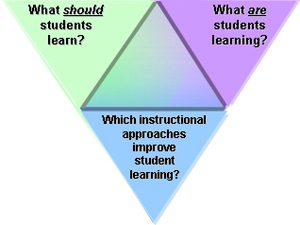 What should
students
learn?
What are
students
learning?
Which instructional
approaches
improve
student
learning?